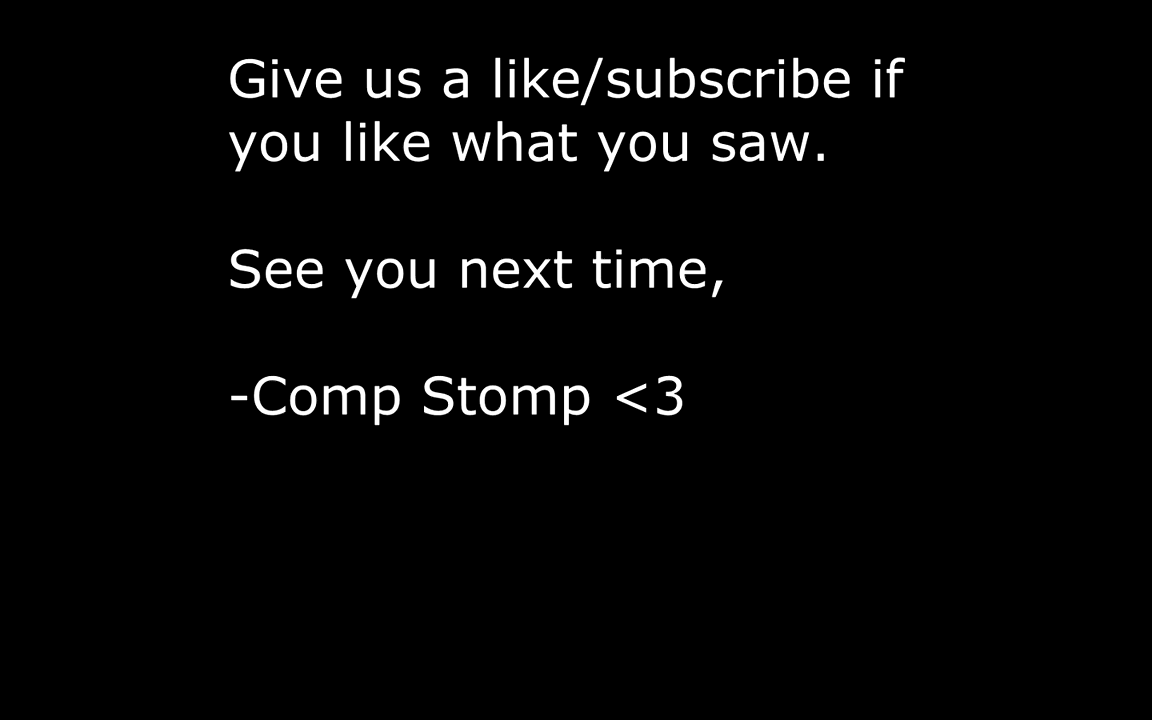 Give us a like/subscribe if
you like what you saw.
See you next time,
-Comp Stomp <3